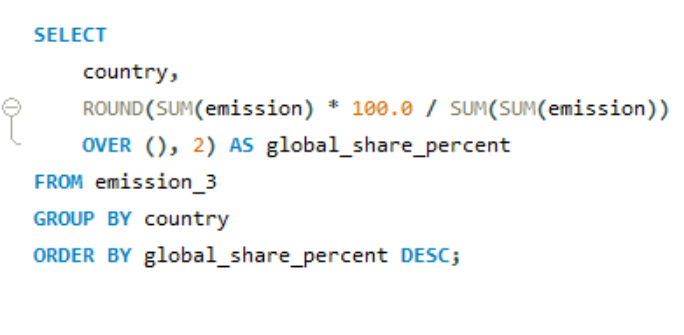 SELECT
country,
ROUND(SUM(emission) * 100.0 / SUM(SUM(emission))
OVER (), 2) AS global_share_percent
FROM emission_3
GROUP BY country
ORDER BY global_share_percent DESC;